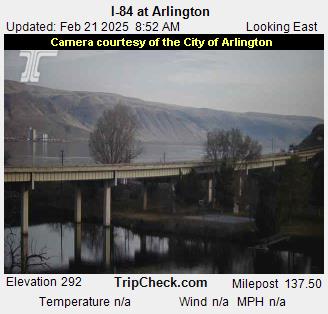 I-84 at Arlington
Updated: Feb 21 2025 8:52 AM Looking East
Camera courtesy of the City of Arlington
Elevation 292 TripCheck.com Milepost 137.50
Temperature n/a Wind n/a MPH n/a